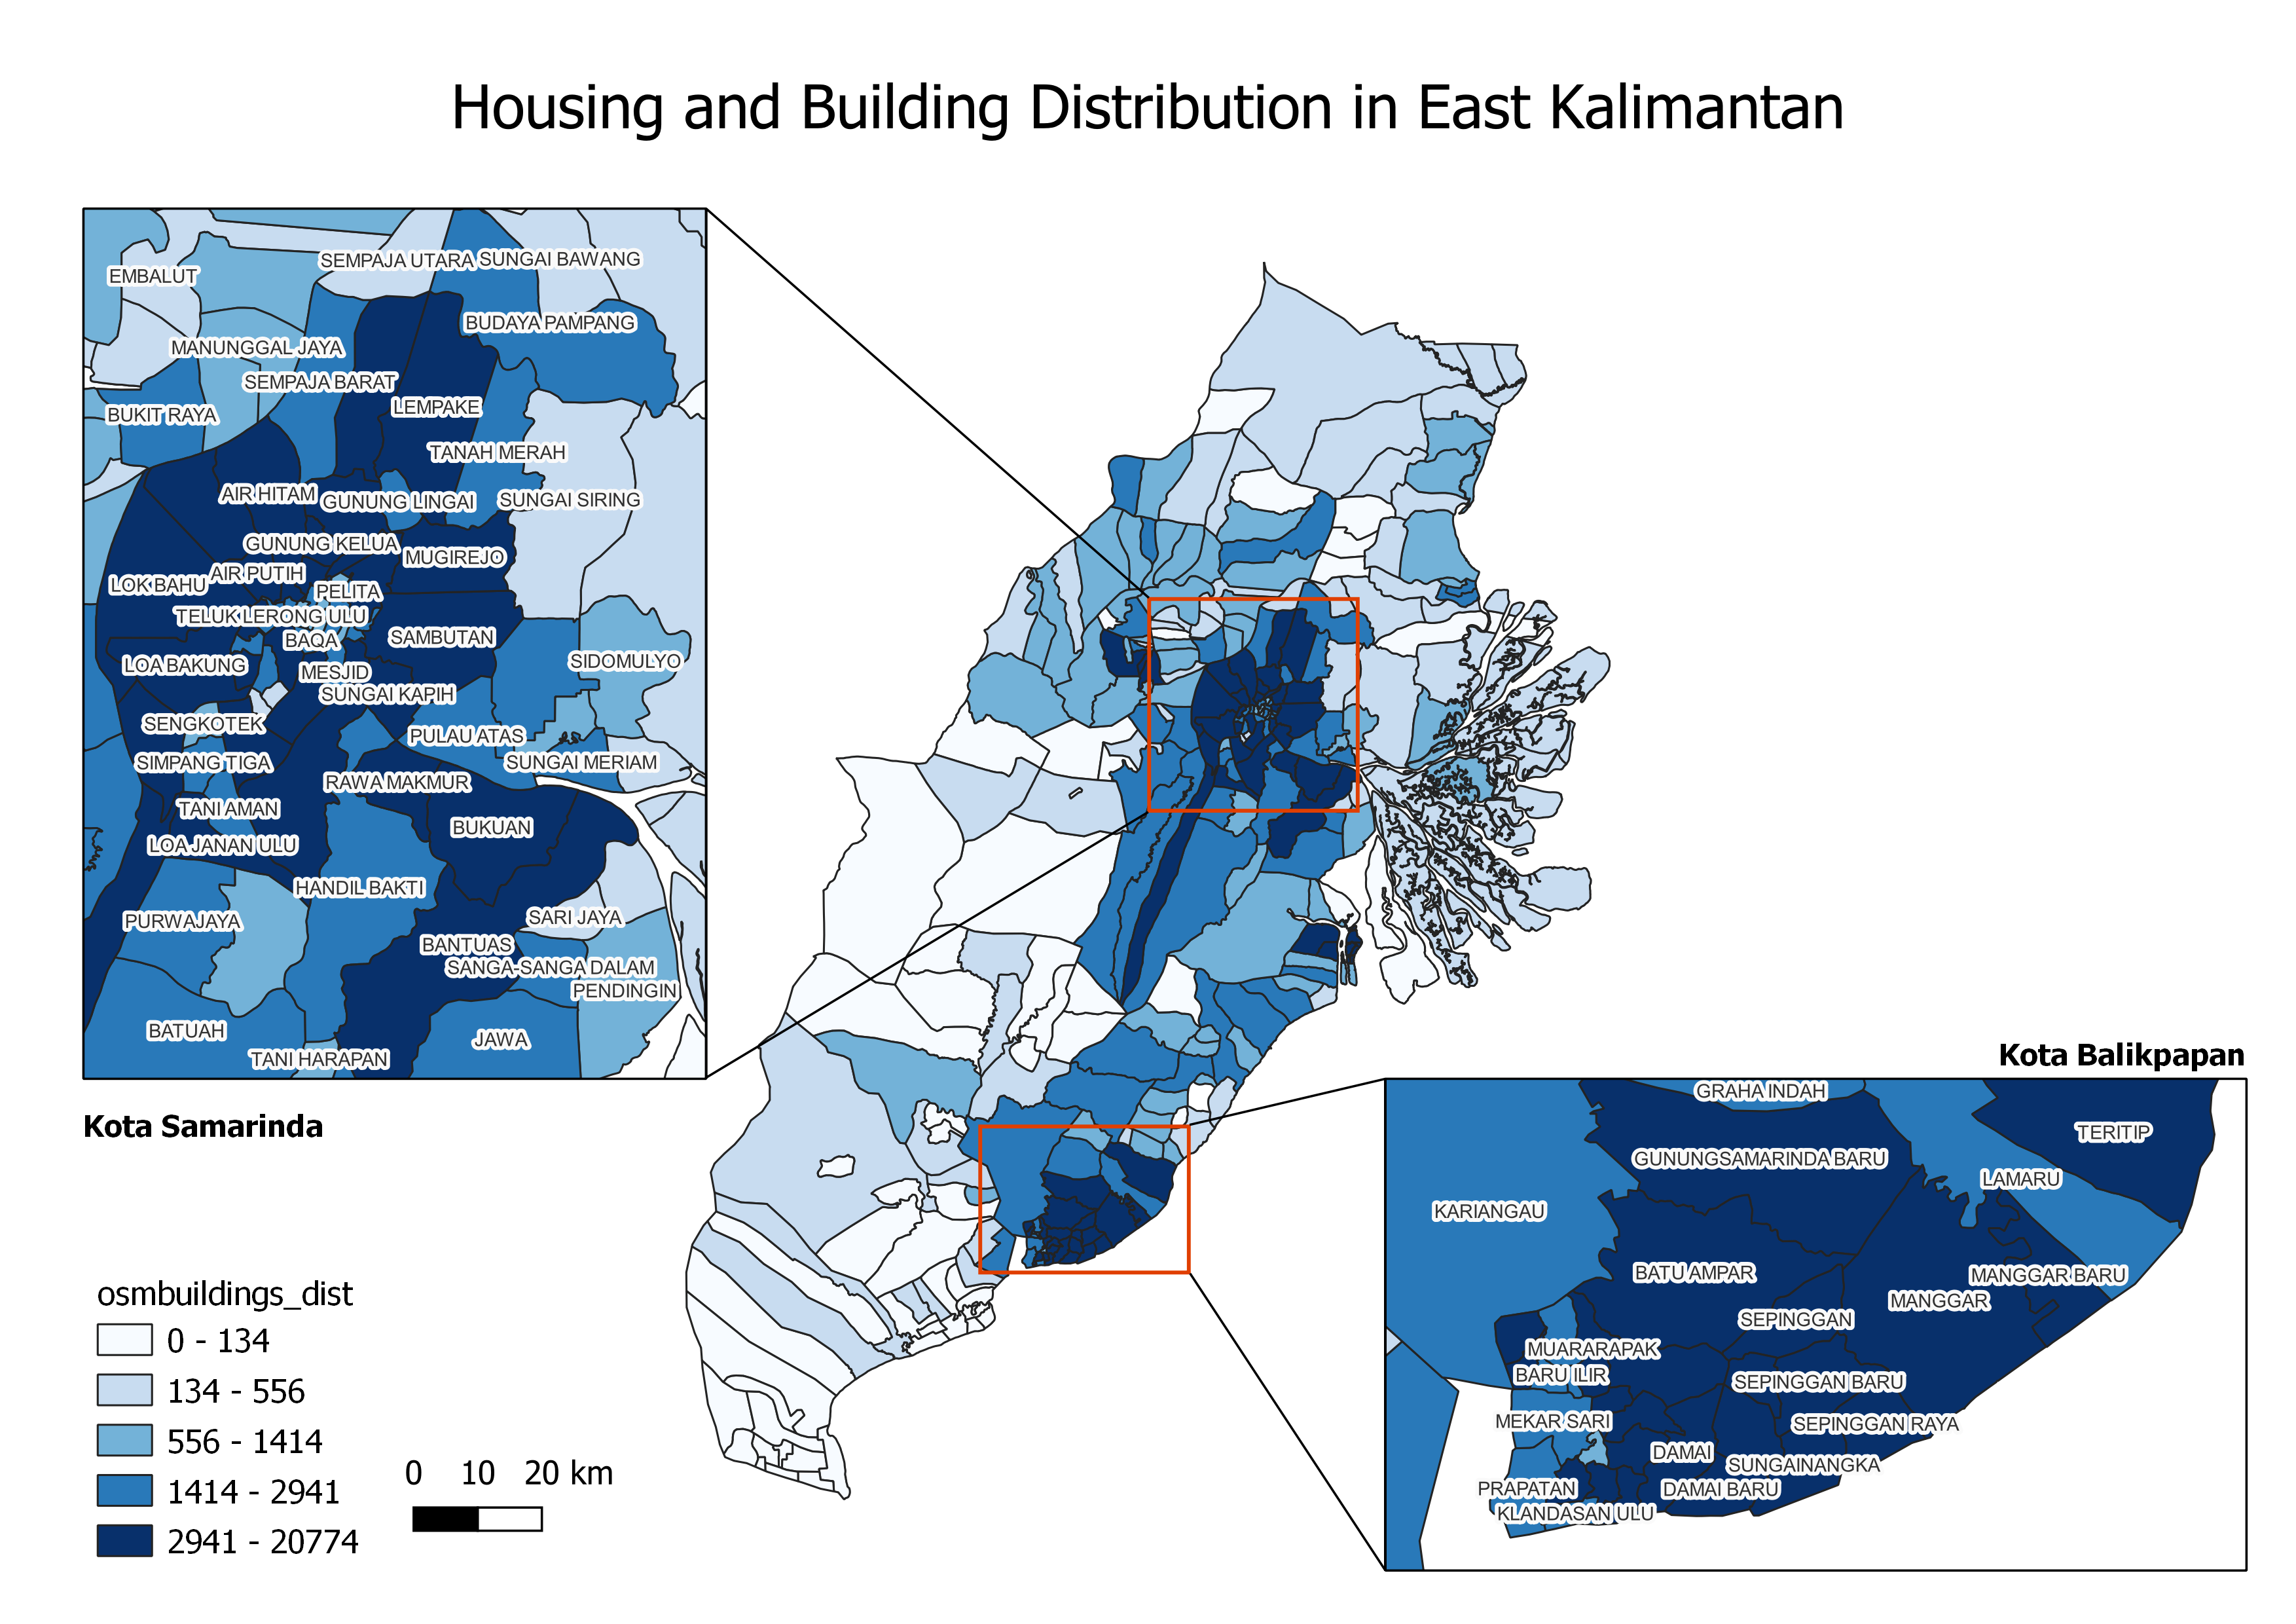 Housing and Building Distribution in East Kalimantan
SEMPAJA UTARA
SUNGAI BAWANG
EMBALUT
BUDAYA PAMPANG
MANUNGGAL JAYA
SEMPAJA BARAT
BUKIT RAYA
LEMPAKE
TANAH MERAH
AIR HITAM
GUNUNG LINGAI
SUNGAI SIRING
GUNUNG KELUA
MUGIREJO
AIR PUTIH
LOK BAHU
PELITA
TELUK LERONG ULU
BAQA
SAMBUTAN
LOA BAKUNG
MESJID
SIDOMULYO
SUNGAI KAPIH
SENGKOTEK
PULAU ATAS
SIMPANG TIGA
SUNGAI MERIAM
RAWA MAKMUR
TANI AMAN
BUKUAN
LOA JANAN ULU
HANDIL BAKTI
PURWAJAYA
SARI JAYA
BANTUAS
SANGA-SANGA DALAM
PENDINGIN
BATUAH
JAWA
TANI HARAPAN
Kota Samarinda
Kota Balikpapan
GRAHA INDAH
TERITIP
GUNUNGSAMARINDA BARU
LAMARU
KARIANGAU
BATU AMPAR
MANGGAR BARU
MANGGAR
SEPINGGAN
MUARARAPAK
BARU ILIR
SEPINGGAN BARU
MEKAR SARI
SEPINGGAN RAYA
DAMAI
SUNGAINANGKA
PRAPATAN
DAMAI BARU
KLANDASAN ULU
osmbuildings_dist
0 - 134
134 - 556
556 - 1414
1414 - 2941
2941 - 20774
0 10 20 km